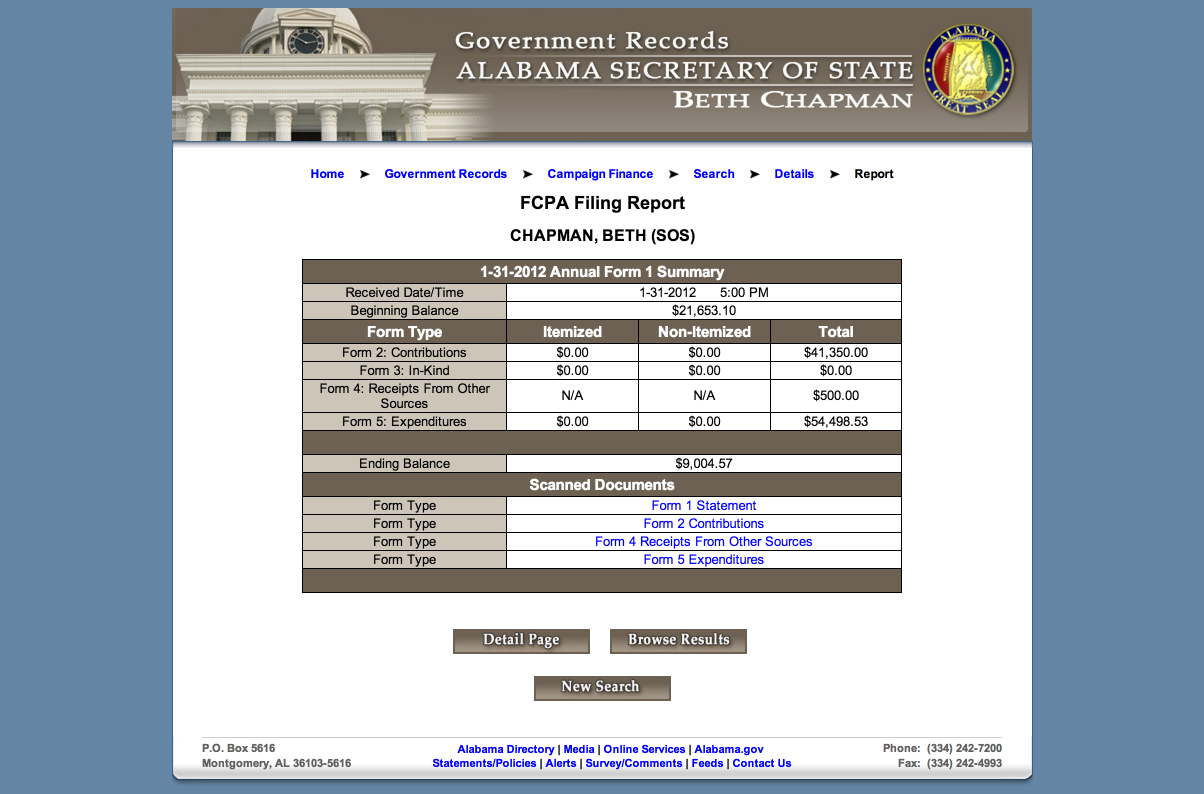 Government Records
ALABAMA SECRETARY OF STATE
BETH CHAPMAN
ALABAMA
GREAT SEAL
Home ➤ Government Records ➤ Campaign Finance ➤ Search ➤ Details ➤ Report
FCPA Filing Report
CHAPMAN, BETH (SOS)
1-31-2012 Annual Form 1 Summary
Received Date/Time 1-31-2012 5:00 PM
Beginning Balance $21,653.10
Form Type Itemized Non-Itemized Total
Form 2: Contributions $0.00 $0.00 $41,350.00
Form 3: In-Kind $0.00 $0.00 $0.00
Form 4: Receipts From Other
Sources N/A N/A $500.00
Form 5: Expenditures $0.00 $0.00 $54,498.53
Ending Balance $9,004.57
Scanned Documents
Form Type Form 1 Statement
Form Type Form 2 Contributions
Form Type Form 4 Receipts From Other Sources
Form Type Form 5 Expenditures
Detail Page Browse Results
New Search
P.O. Box 5616 Alabama Directory | Media | Online Services | Alabama.gov Phone: (334) 242-7200
Montgomery, AL 36103-5616 Statements/Policies | Alerts | Survey/Comments | Feeds | Contact Us Fax: (334) 242-4993